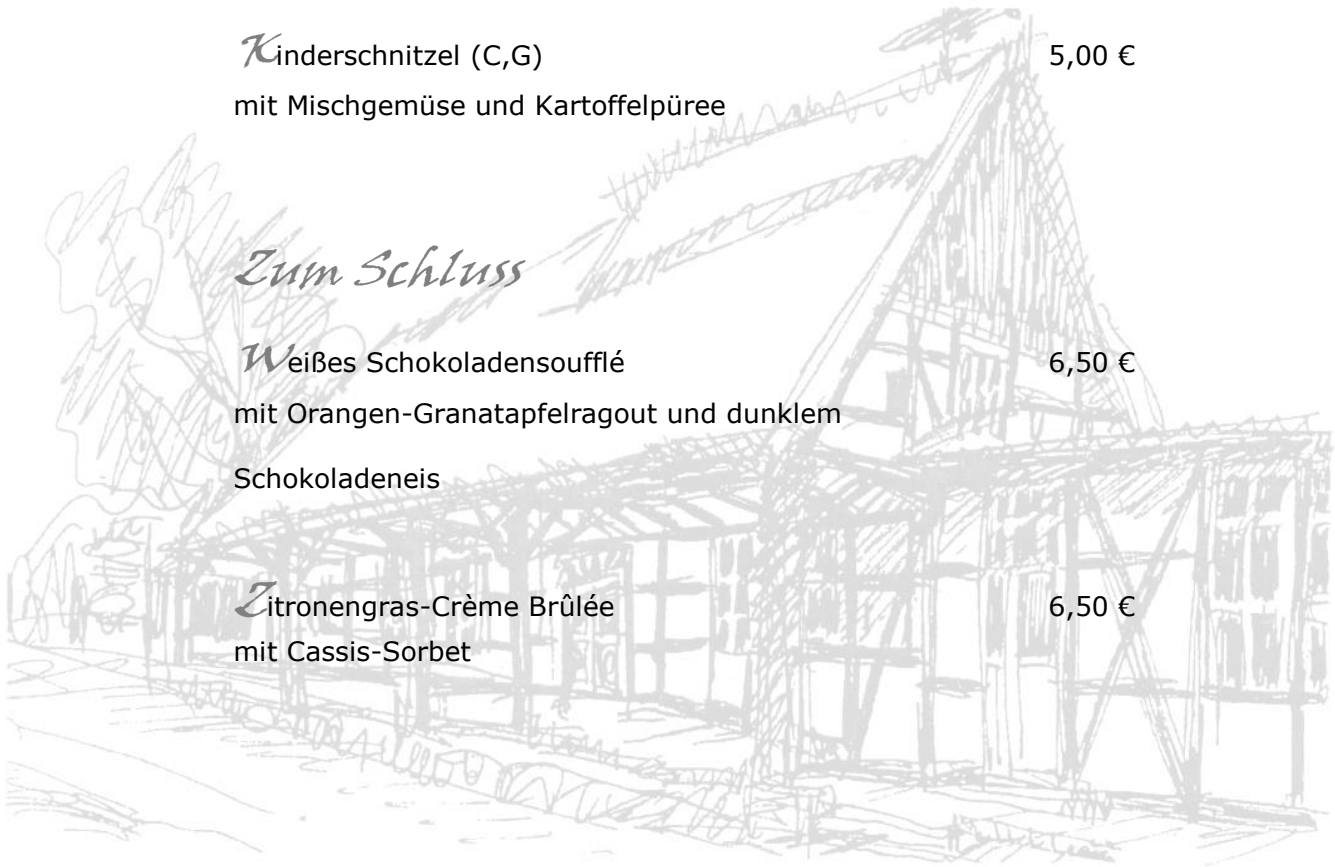 Kinderschnitzel (C,G) 5,00 €
mit Mischgemüse und Kartoffelpüree
Zum Schluss
Weißes Schokoladensoufflé 6,50 €
mit Orangen-Granatapfelragout und dunklem
Schokoladeneis
Zitronengras-Crème Brûlée 6,50 €
mit Cassis-Sorbet